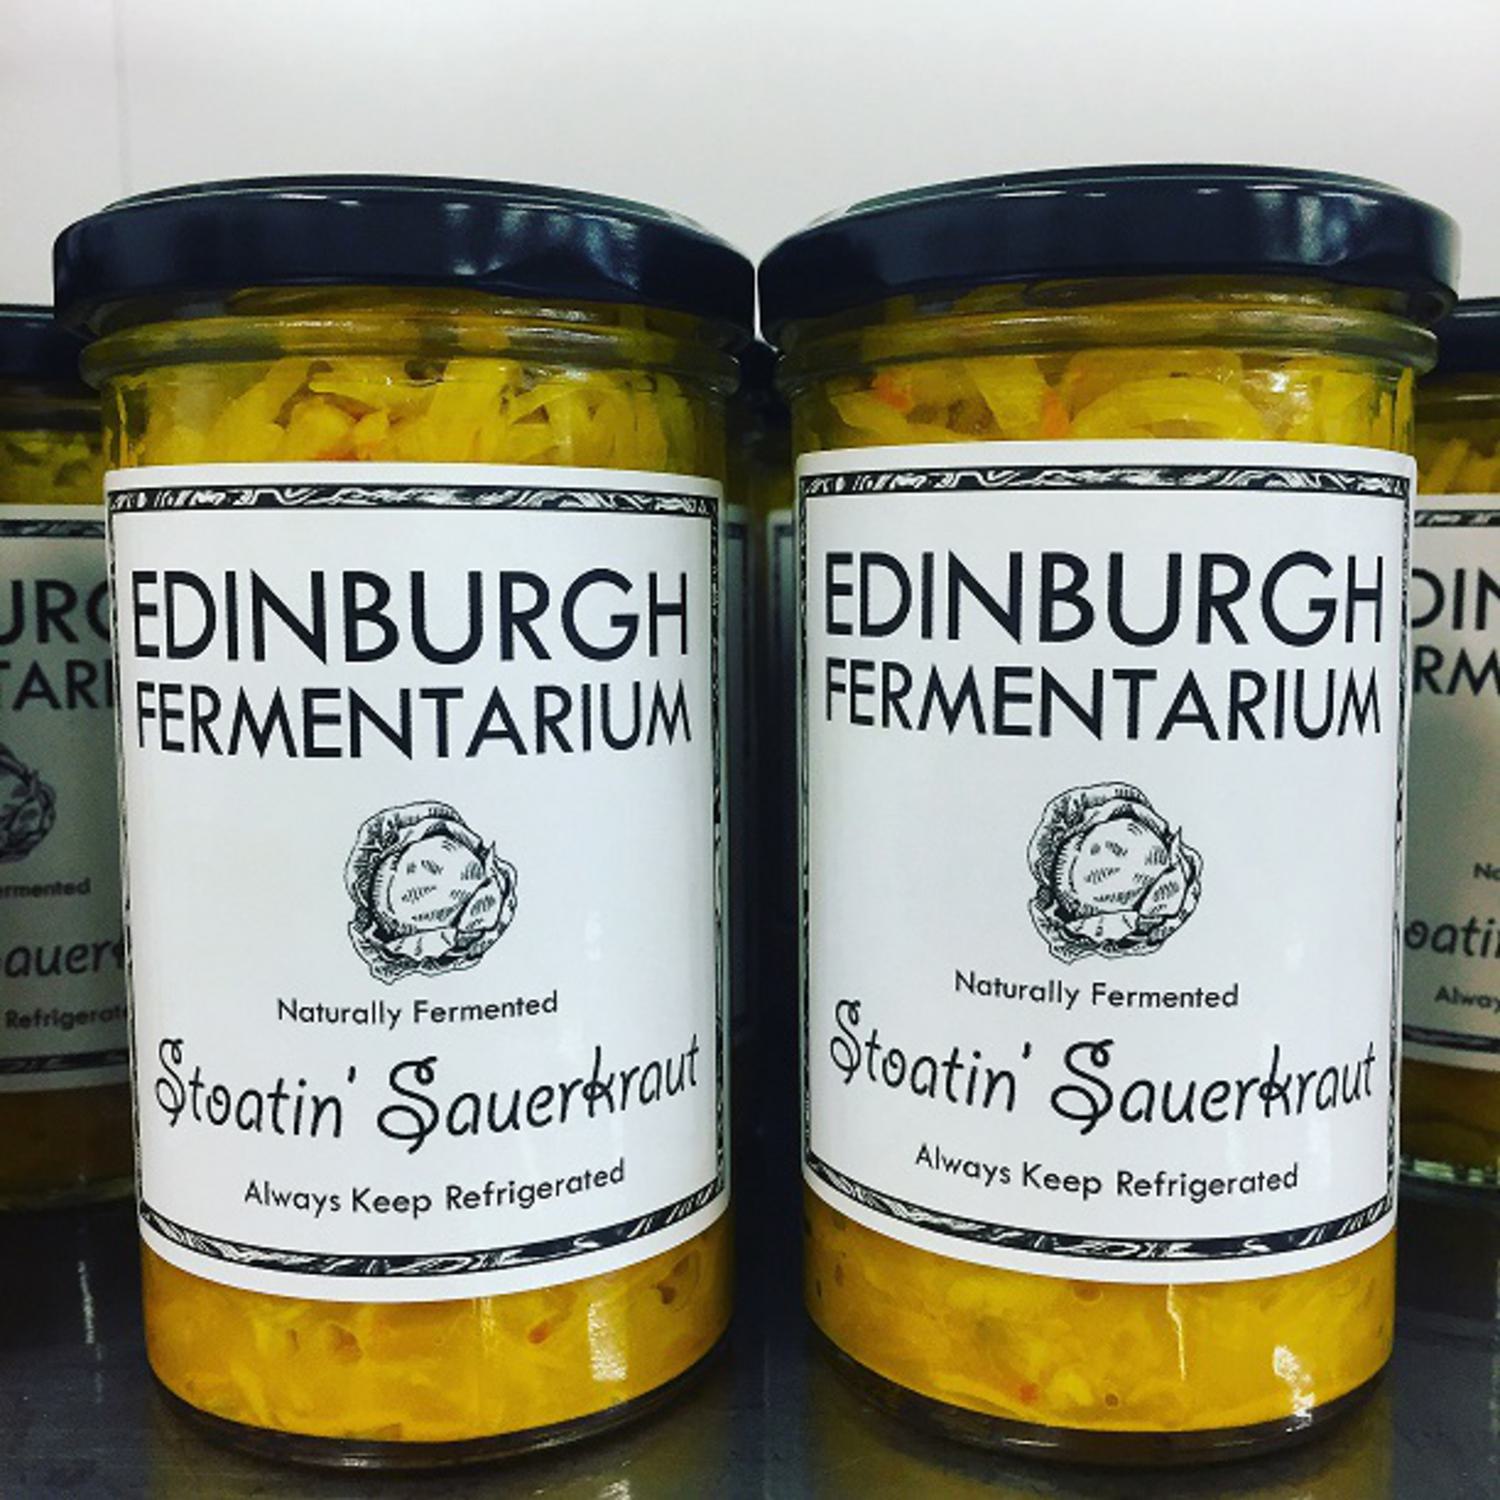 EDINBURGH
FERMENTARIUM
Naturally Fermented
Stoatin' Sauerkraut
Always Keep Refrigerated
EDINBURGH
FERMENTARIUM
Naturally Fermented
Stoatin' Sauerkraut
Always Keep Refrigerated